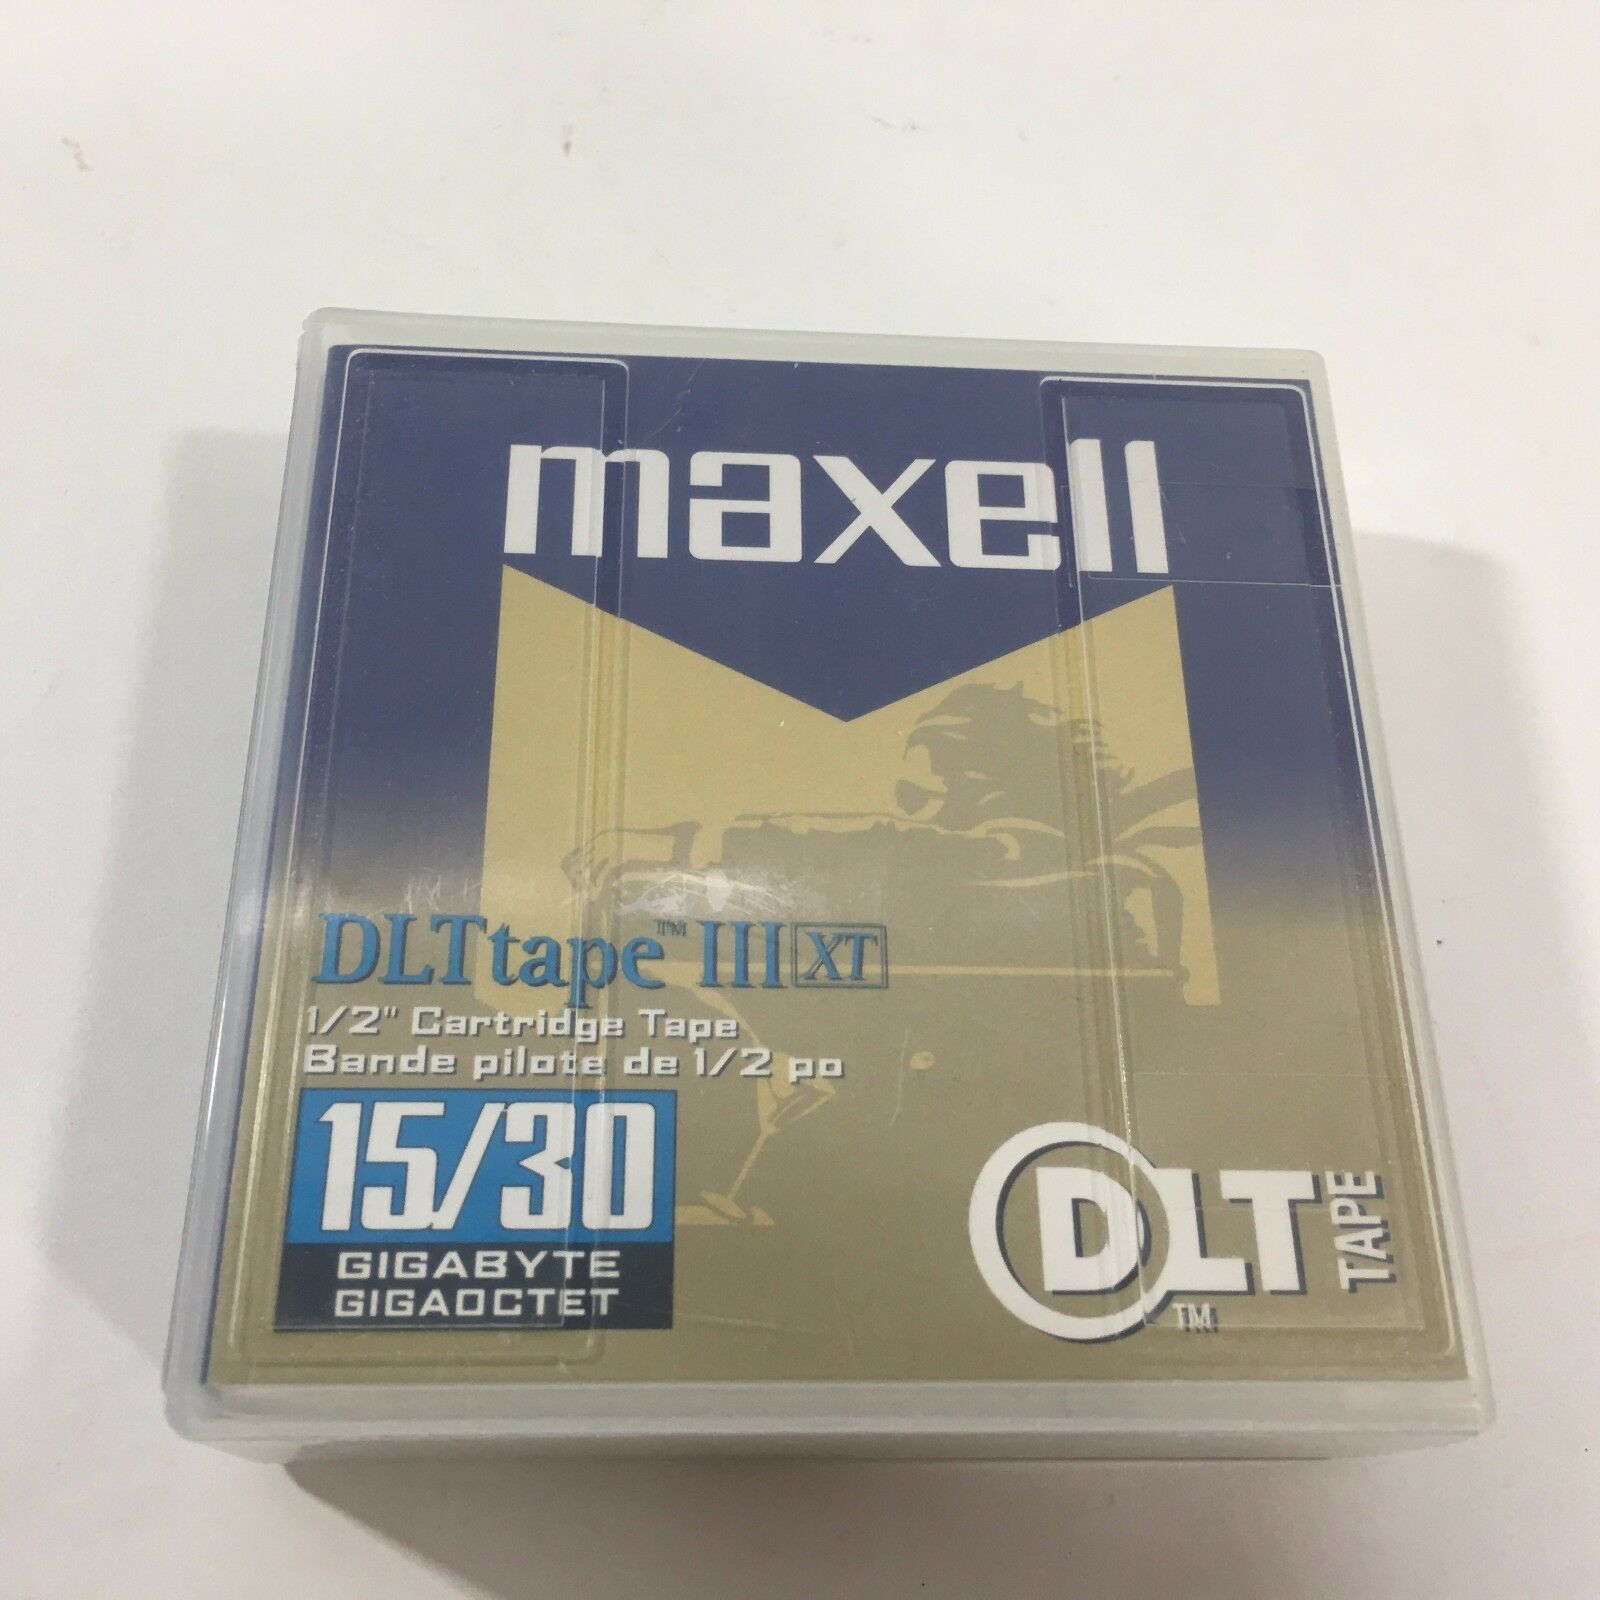 maxell
DLTtape™ III XT
1/2" Cartridge Tape
Bande pilote de 1/2 po
15/30
GIGABYTE
GIGAOCTET
DLT TAPE
TM